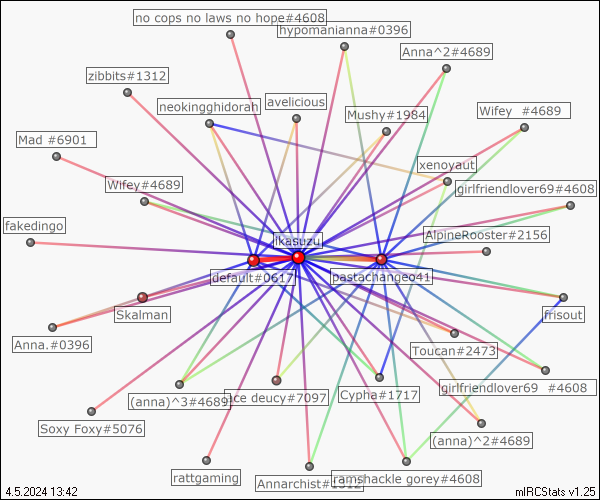 no cops no laws no hope#4608
hypomanianna#0396
Anna^2#4689
zibbits#1312
neokingghidorah
avelicious
Mushy#1984
Wifey #4689
Mad #6901
xenoyaut
Wifey#4689
girlfriendlover69#4608
fakedingo
ikasuzu
AlpineRooster#2156
default#0617
pastachangeo41
Skalman
frisout
Anna.#0396
Toucan#2473
girlfriendlover69 #4608
(anna)^3#4689
ace deucy#7097
Cypha#1717
Soxy Foxy#5076
(anna)^2#4689
rattgaming
Annarchist#1312
ramshackle gorey#4608
4.5.2024 13:42
mIRCStats v1.25